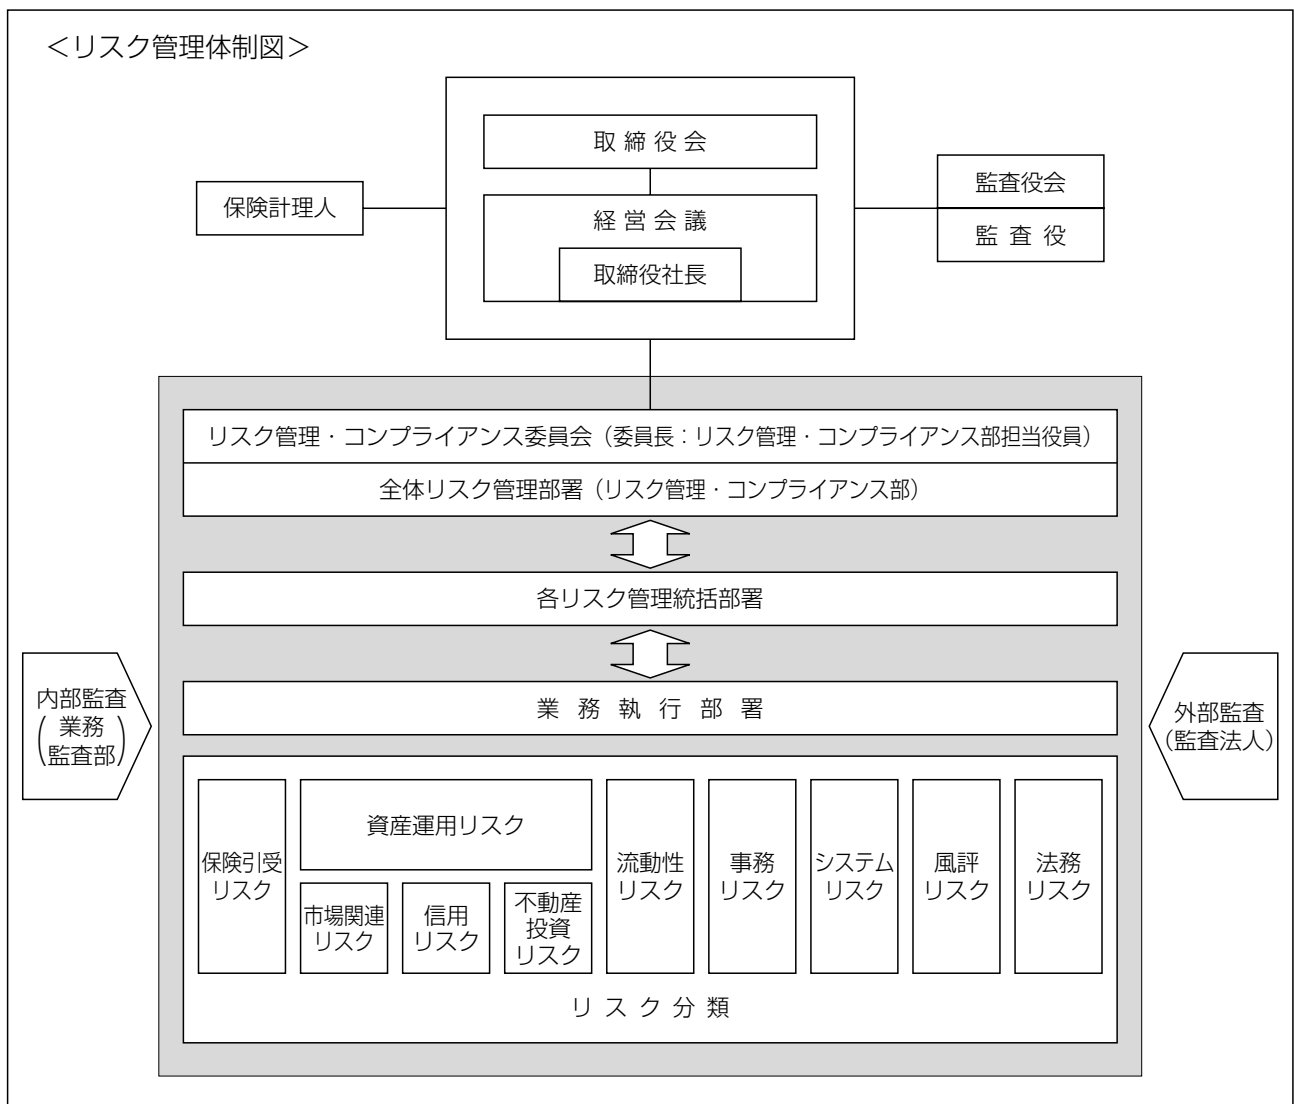 ＜リスク管理体制図＞
取締役会
経営会議
取締役社長
保険計理人
監査役会
監査役
リスク管理・コンプライアンス委員会（委員長：リスク管理・コンプライアンス部担当役員）
全体リスク管理部署（リスク管理・コンプライアンス部）
各リスク管理統括部署
業務執行部署
内部監査
（業務
監査部）
外部監査
（監査法人）
保険引受
リスク
資産運用リスク
市場関連
リスク
信用
リスク
不動産
投資
リスク
流動性
リスク
事務
リスク
システム
リスク
風評
リスク
法務
リスク
リスク分類